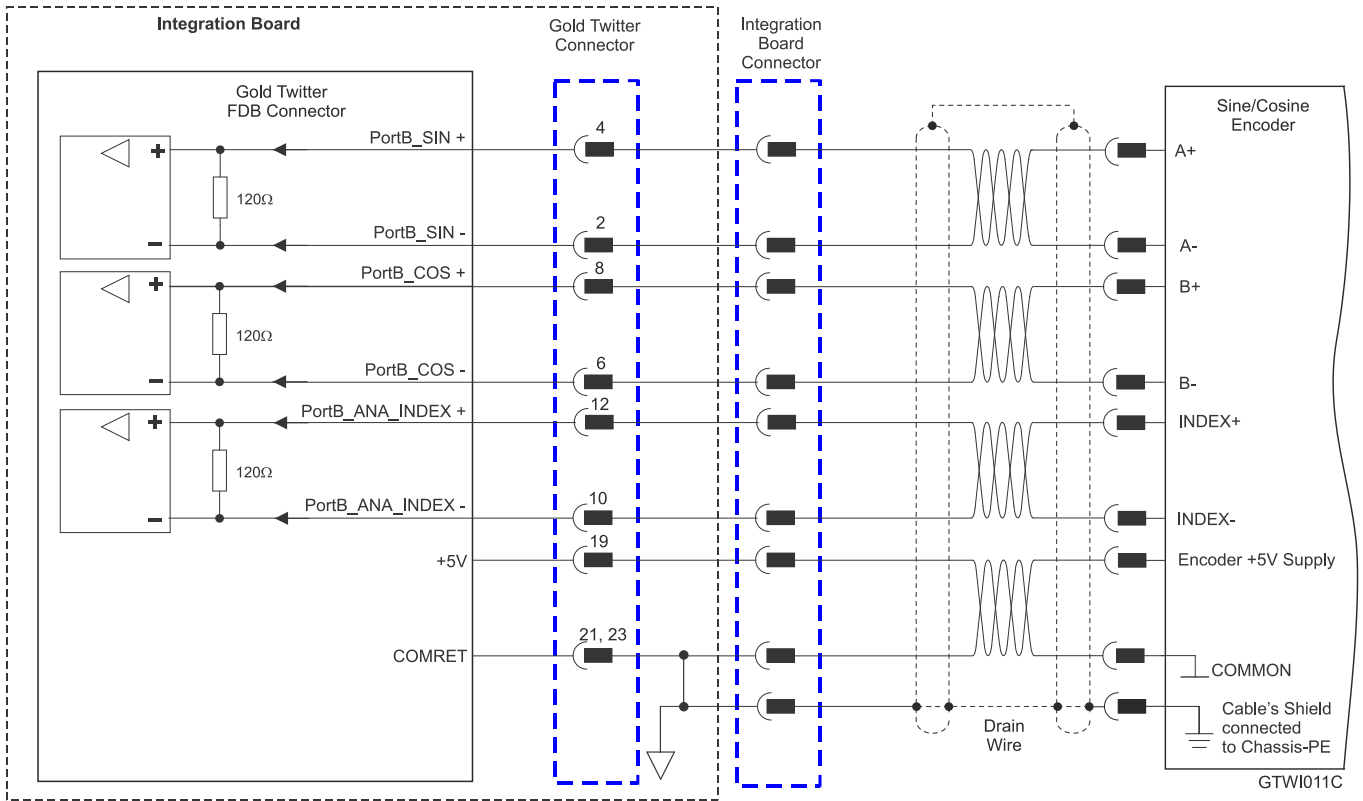 Integration Board
Gold Twitter
Connector
Integration
Board
Connector
Gold Twitter
FDB Connector
Sine/Cosine
Encoder
+
PortB_SIN +
4
A+
120Ω
-
PortB_SIN -
2
A-
+
PortB_COS +
8
B+
120Ω
-
PortB_COS -
6
B-
+
PortB_ANA_INDEX +
12
INDEX+
120Ω
-
PortB_ANA_INDEX -
10
INDEX-
+5V
19
Encoder +5V Supply
COMRET
21, 23
COMMON
Drain
Wire
Cable's Shield
connected
to Chassis-PE
GTWI011C